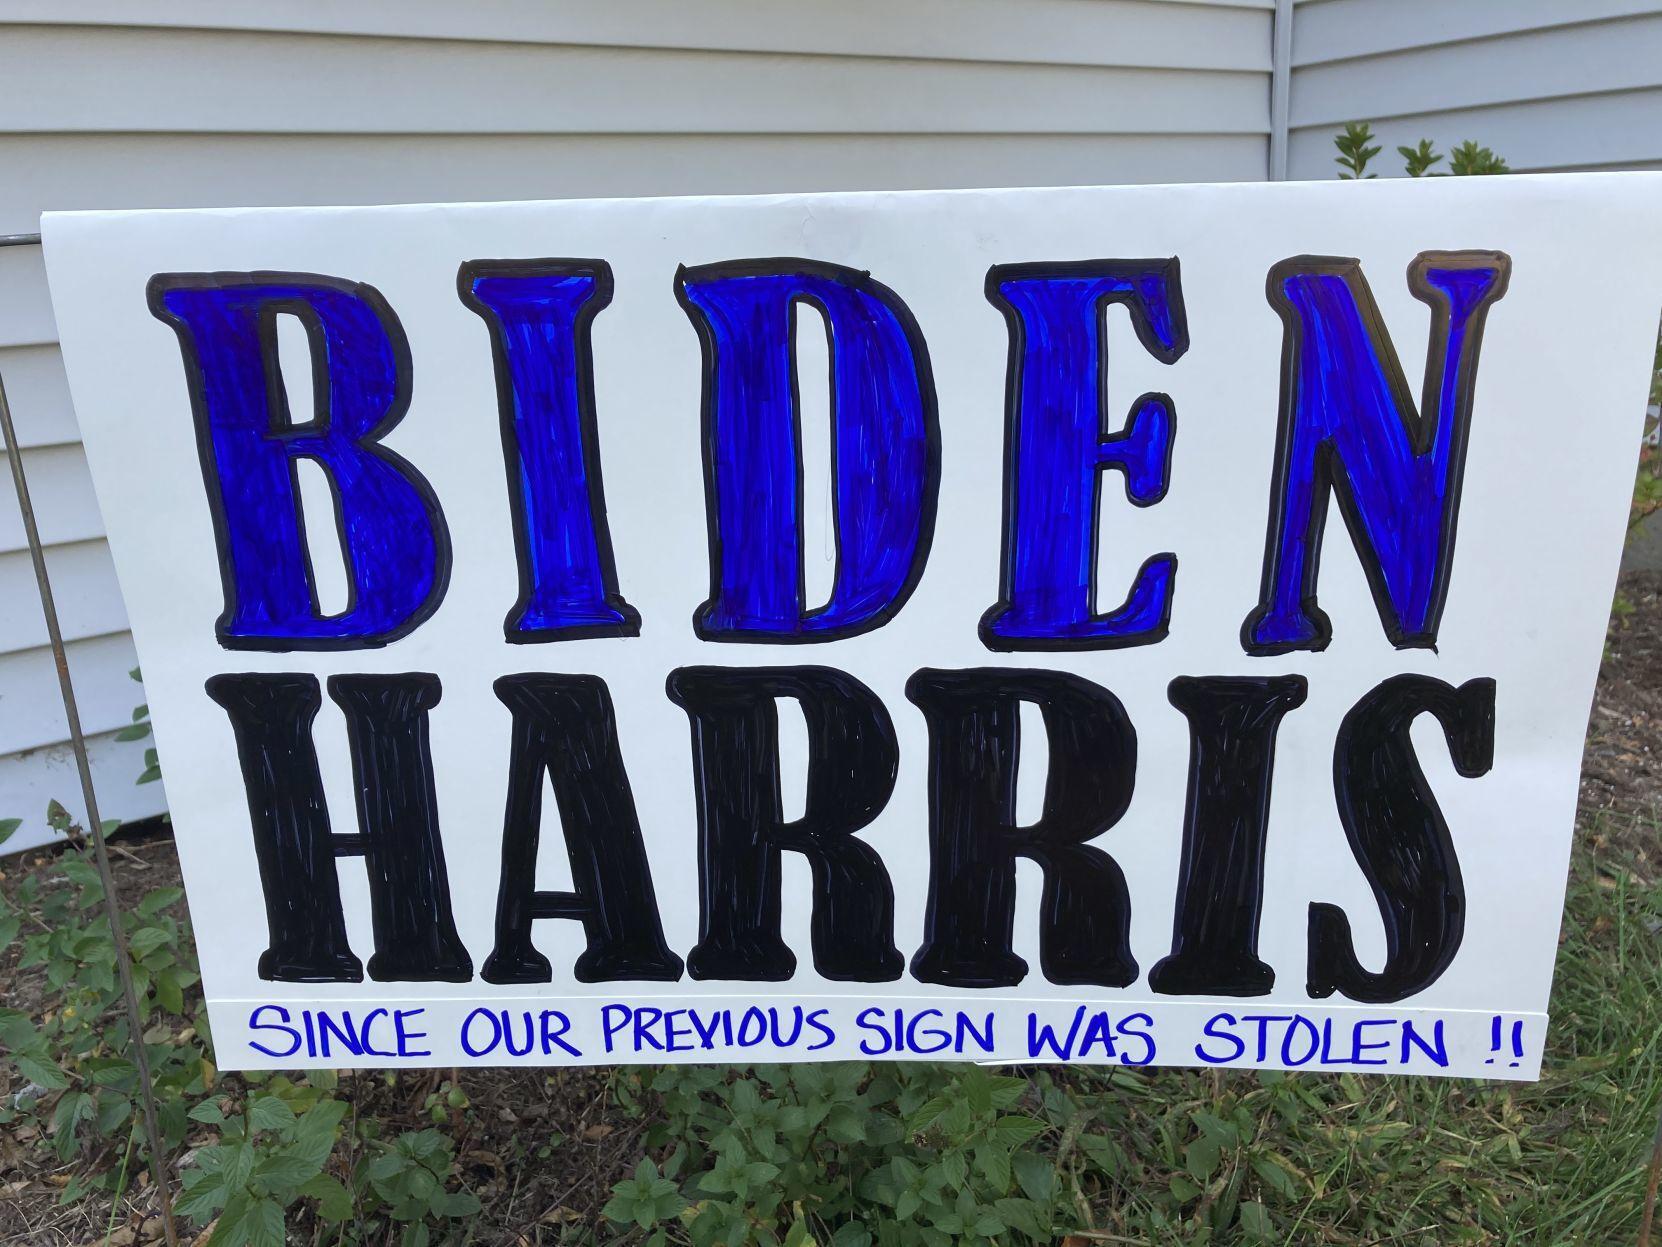 BIDEN
HARRIS
SINCE OUR PREVIOUS SIGN WAS STOLEN !!